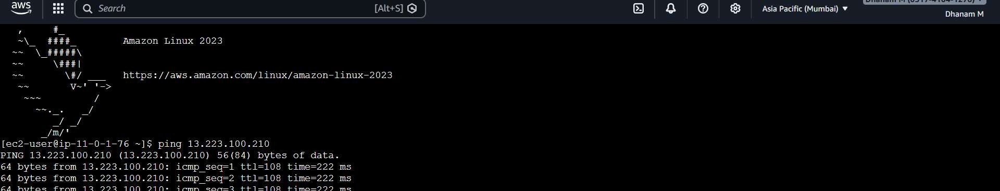 aws
Search
[Alt+S]
Asia Pacific (Mumbai)
Dhanam M
   ,     #_
   ~\_  ####_        Amazon Linux 2023
  ~~  \_#####\
  ~~     \###|
  ~~       \#/ ___   https://aws.amazon.com/linux/amazon-linux-2023
   ~~       V~' '->
    ~~~         /
      ~~._.   _/
         _/ _/
       _/m/'
[ec2-user@ip-11-0-1-76 ~]$ ping 13.223.100.210
PING 13.223.100.210 (13.223.100.210) 56(84) bytes of data.
64 bytes from 13.223.100.210: icmp_seq=1 ttl=108 time=222 ms
64 bytes from 13.223.100.210: icmp_seq=2 ttl=108 time=222 ms
64 bytes from 13.223.100.210: icmp_seq=3 ttl=108 time=222 ms